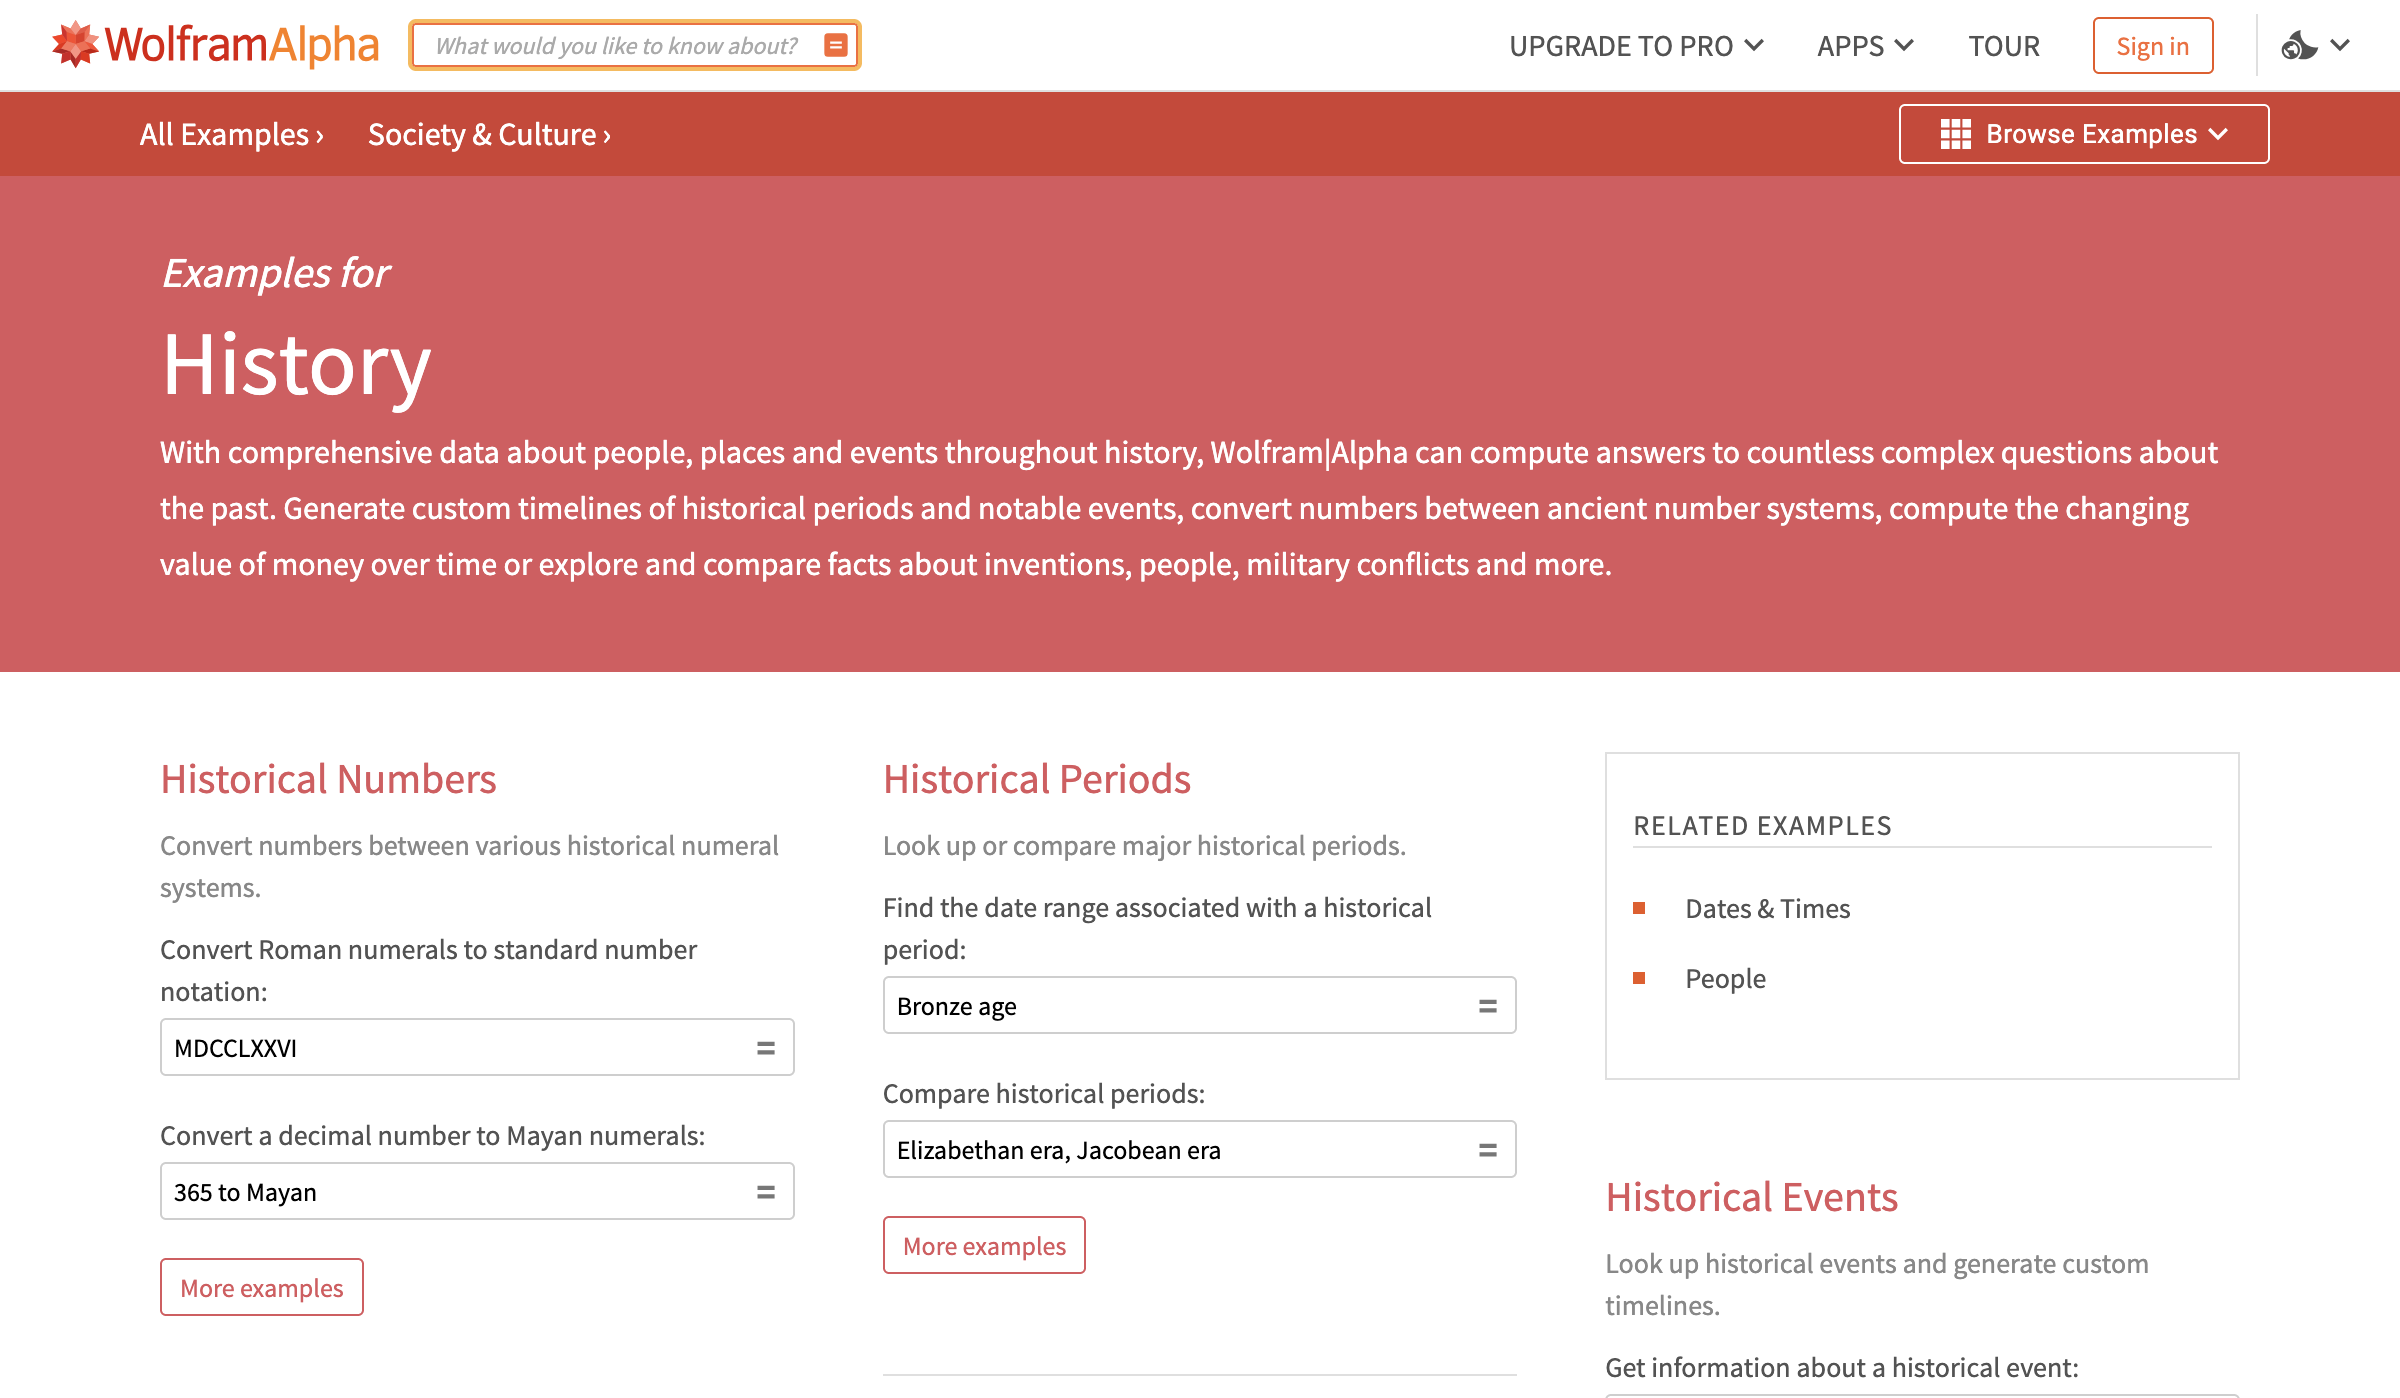 WolframAlpha
What would you like to know about?
UPGRADE TO PRO
APPS
TOUR
Sign in
All Examples ›
Society & Culture ›
Browse Examples
Examples for
History
With comprehensive data about people, places and events throughout history, Wolfram|Alpha can compute answers to countless complex questions about
the past. Generate custom timelines of historical periods and notable events, convert numbers between ancient number systems, compute the changing
value of money over time or explore and compare facts about inventions, people, military conflicts and more.
Historical Numbers
Convert numbers between various historical numeral
systems.
Convert Roman numerals to standard number
notation:
MDCCLXXVI
=
Convert a decimal number to Mayan numerals:
365 to Mayan
=
More examples
Historical Periods
Look up or compare major historical periods.
Find the date range associated with a historical
period:
Bronze age
=
Compare historical periods:
Elizabethan era, Jacobean era
=
More examples
RELATED EXAMPLES
Dates & Times
People
Historical Events
Look up historical events and generate custom
timelines.
Get information about a historical event: